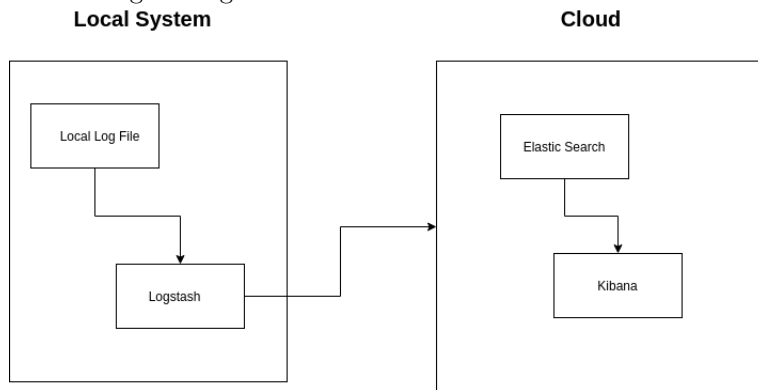 Local System
Cloud
Local Log File
Elastic Search
Logstash
Kibana